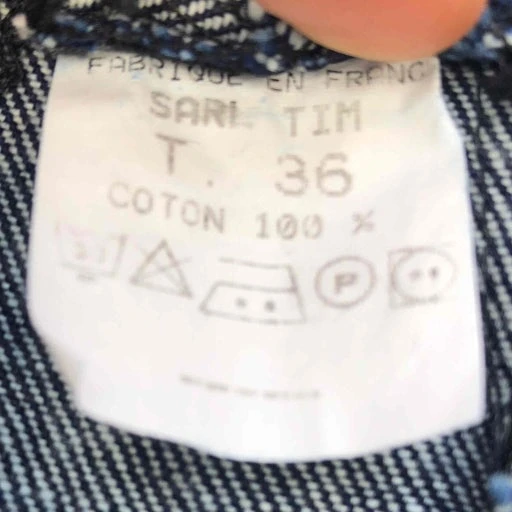 FABRIQUE EN FRANC
SARL TIM
T. 36
COTON 100 %
P